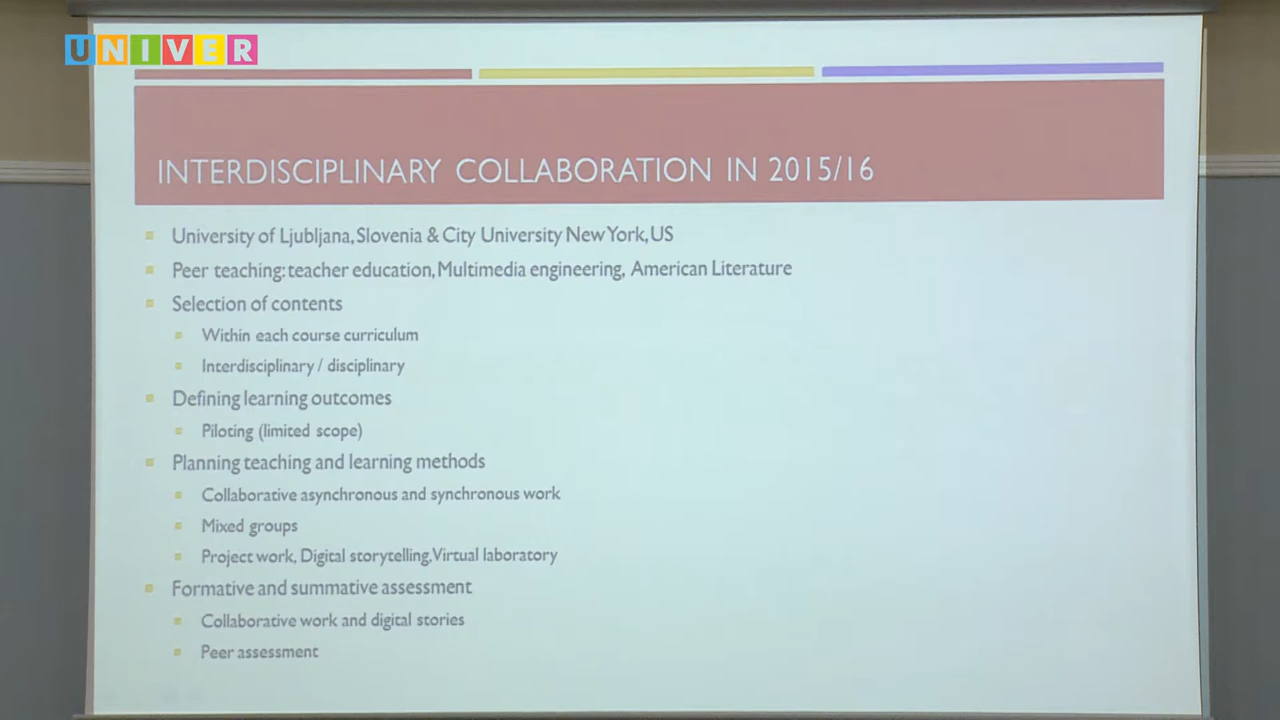 UNIVER
INTERDISCIPLINARY COLLABORATION IN 2015/16
University of Ljubljana, Slovenia & City University New York, US
Peer teaching: teacher education, Multimedia engineering, American Literature
Selection of contents
Within each course curriculum
Interdisciplinary / disciplinary
Defining learning outcomes
Piloting (limited scope)
Planning teaching and learning methods
Collaborative asynchronous and synchronous work
Mixed groups
Project work, Digital storytelling, Virtual laboratory
Formative and summative assessment
Collaborative work and digital stories
Peer assessment